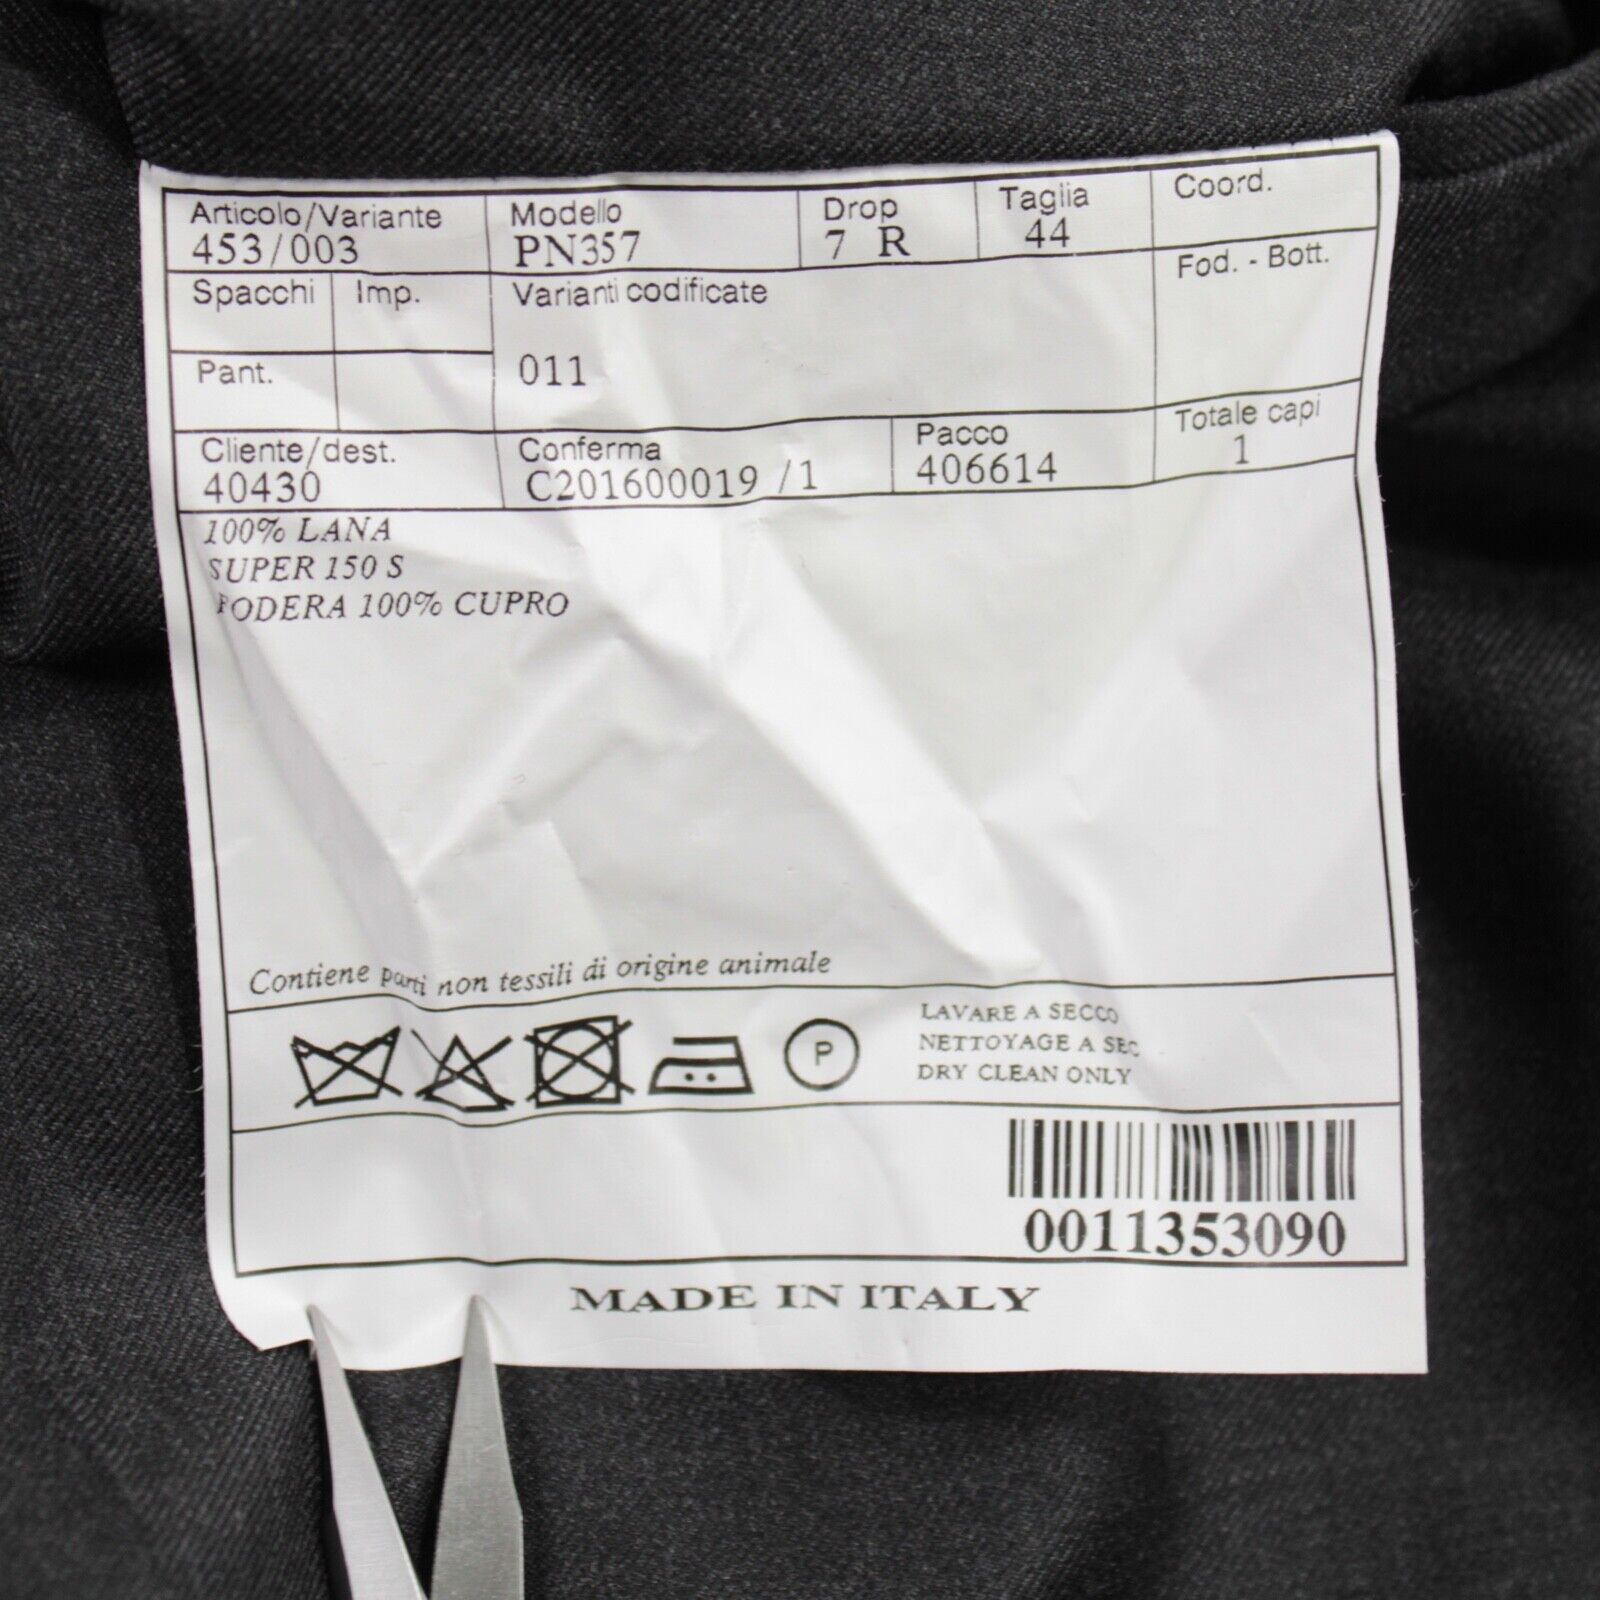 Articolo/Variante Modello Drop Taglia Coord.
453/003 PN357 7 R 44
Spacchi Imp. Varianti codificate Fod. - Bott.
Pant. 011
Cliente/dest. Conferma Pacco Totale capi
40430 C201600019 /1 406614 1
100% LANA
SUPER 150 S
FODERA 100% CUPRO
Contiene parti non tessili di origine animale
P
LAVARE A SECCO
NETTOYAGE A SEC
DRY CLEAN ONLY
0011353090
MADE IN ITALY